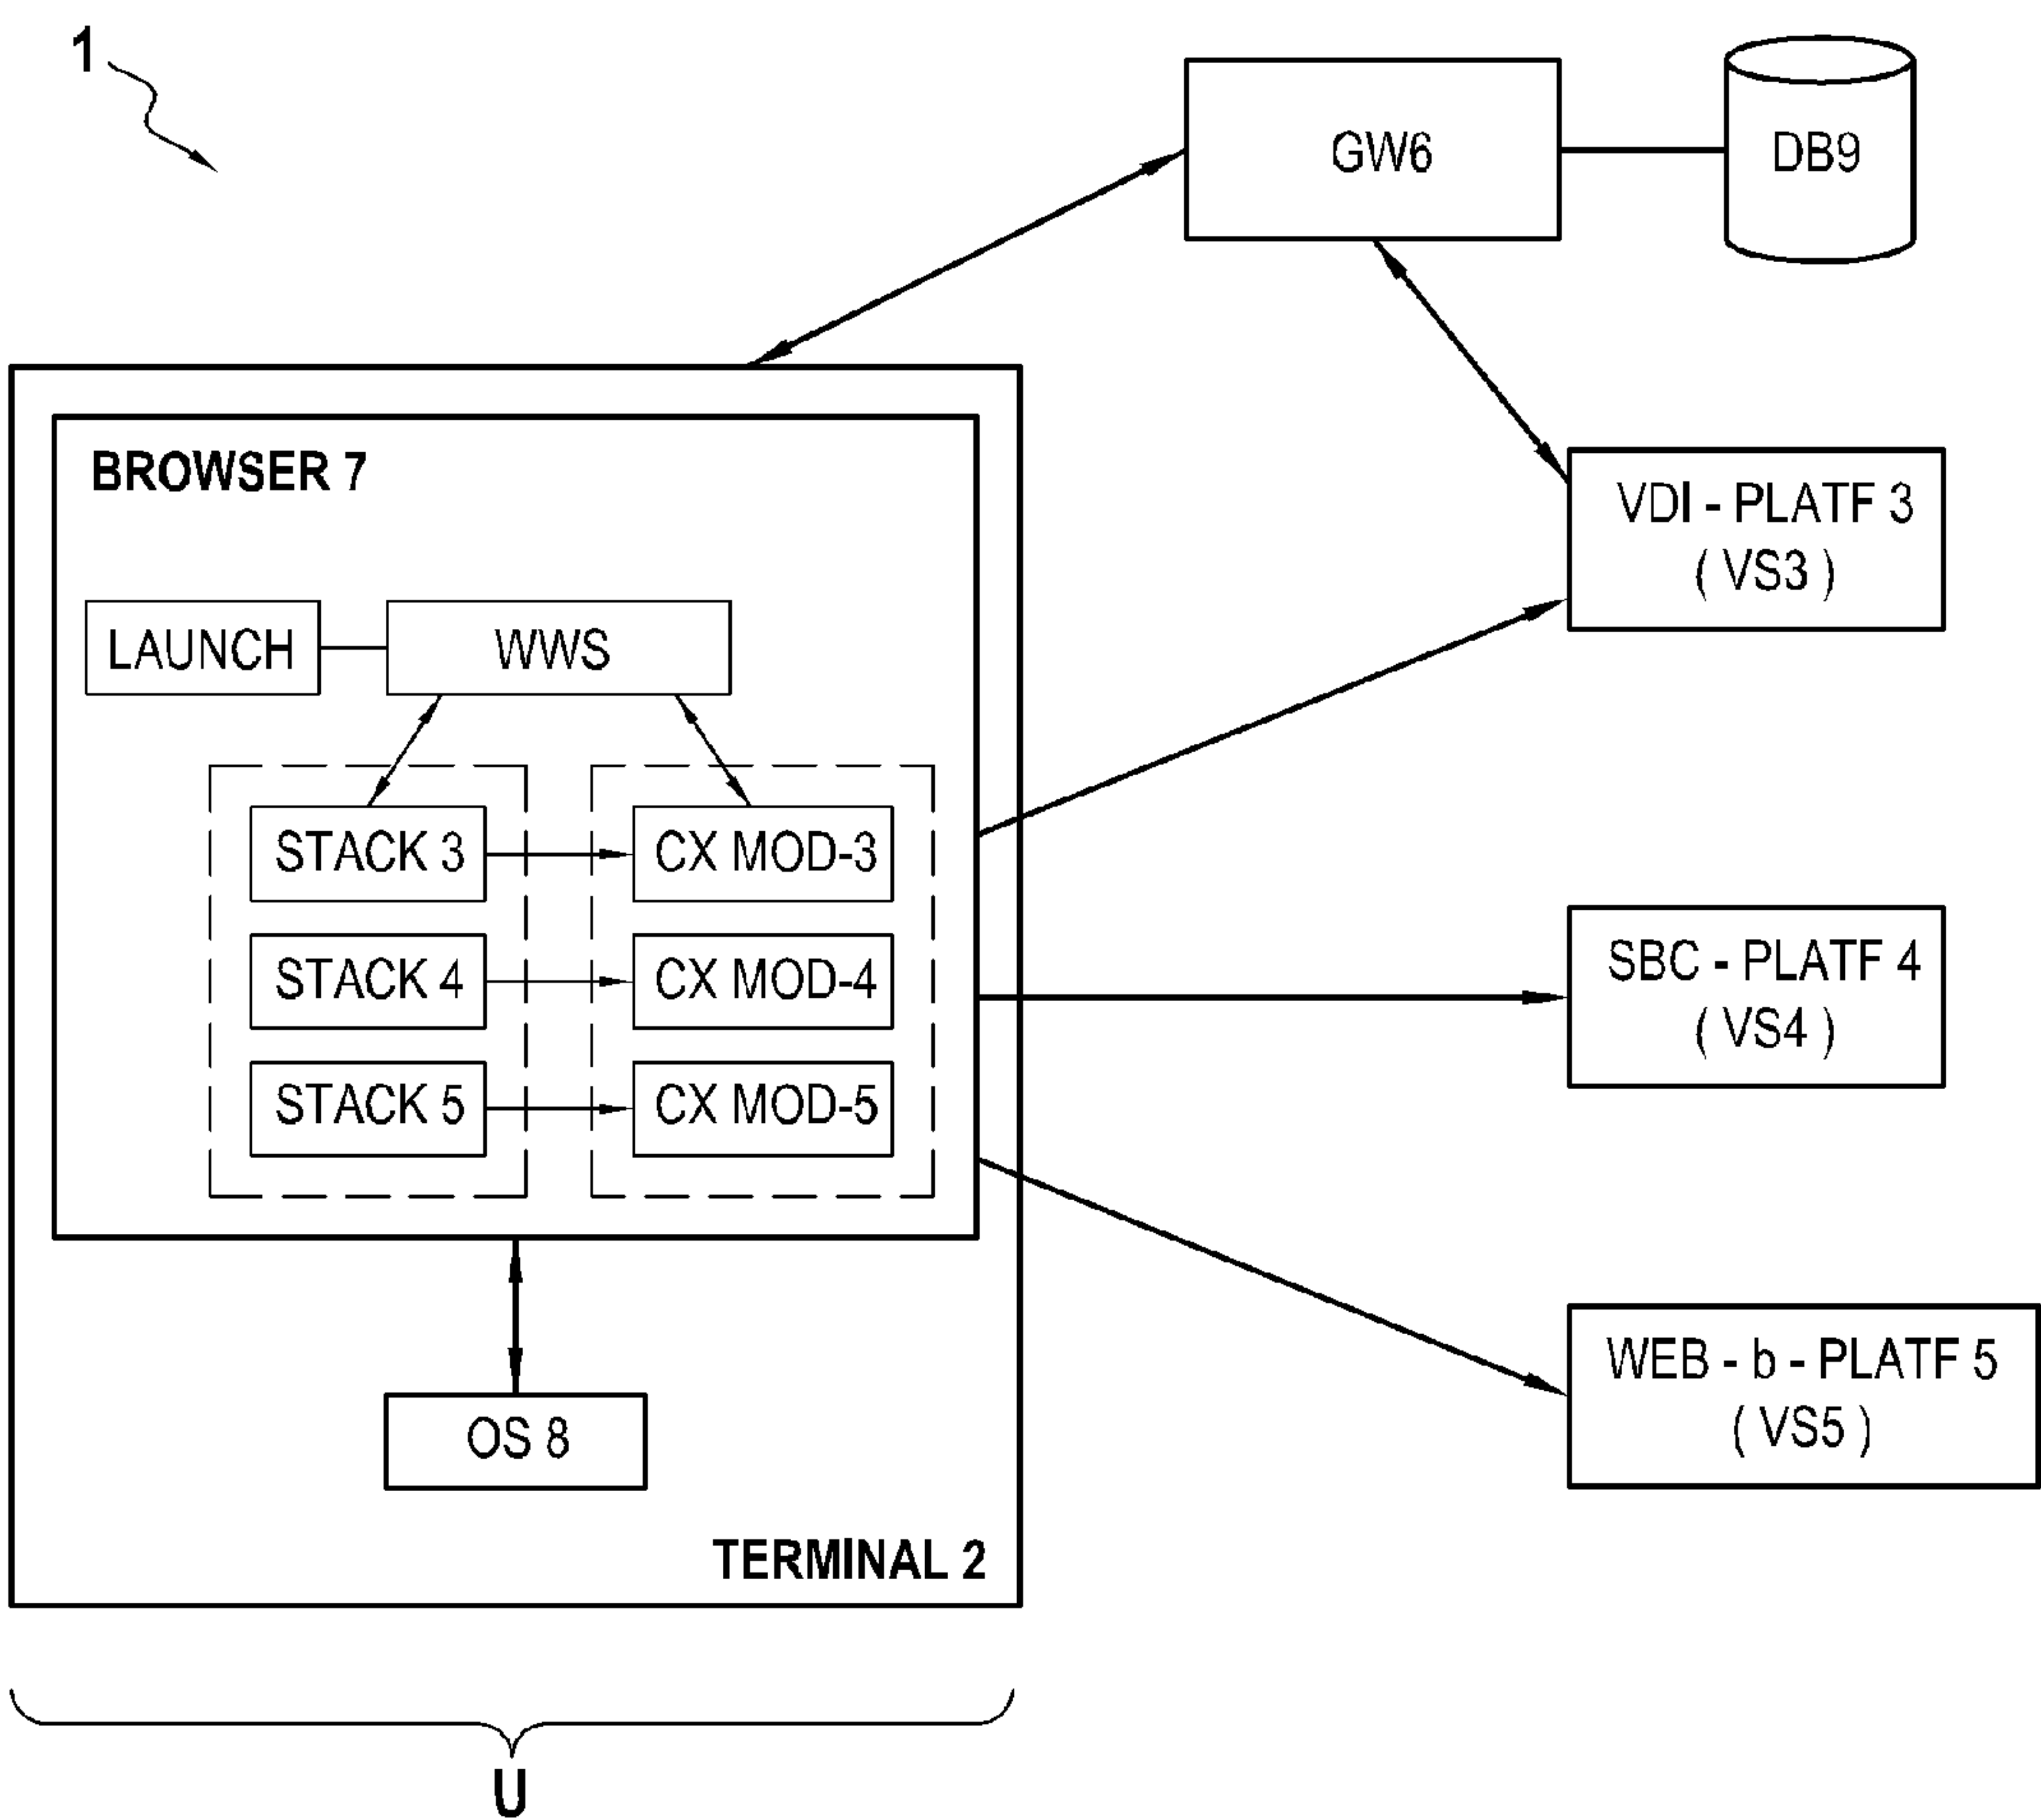 1
GW6
DB9
BROWSER 7
VDI - PLATF 3
( VS3 )
LAUNCH
WWS
STACK 3
CX MOD-3
STACK 4
CX MOD-4
SBC - PLATF 4
( VS4 )
STACK 5
CX MOD-5
WEB - b - PLATF 5
( VS5 )
OS 8
TERMINAL 2
U